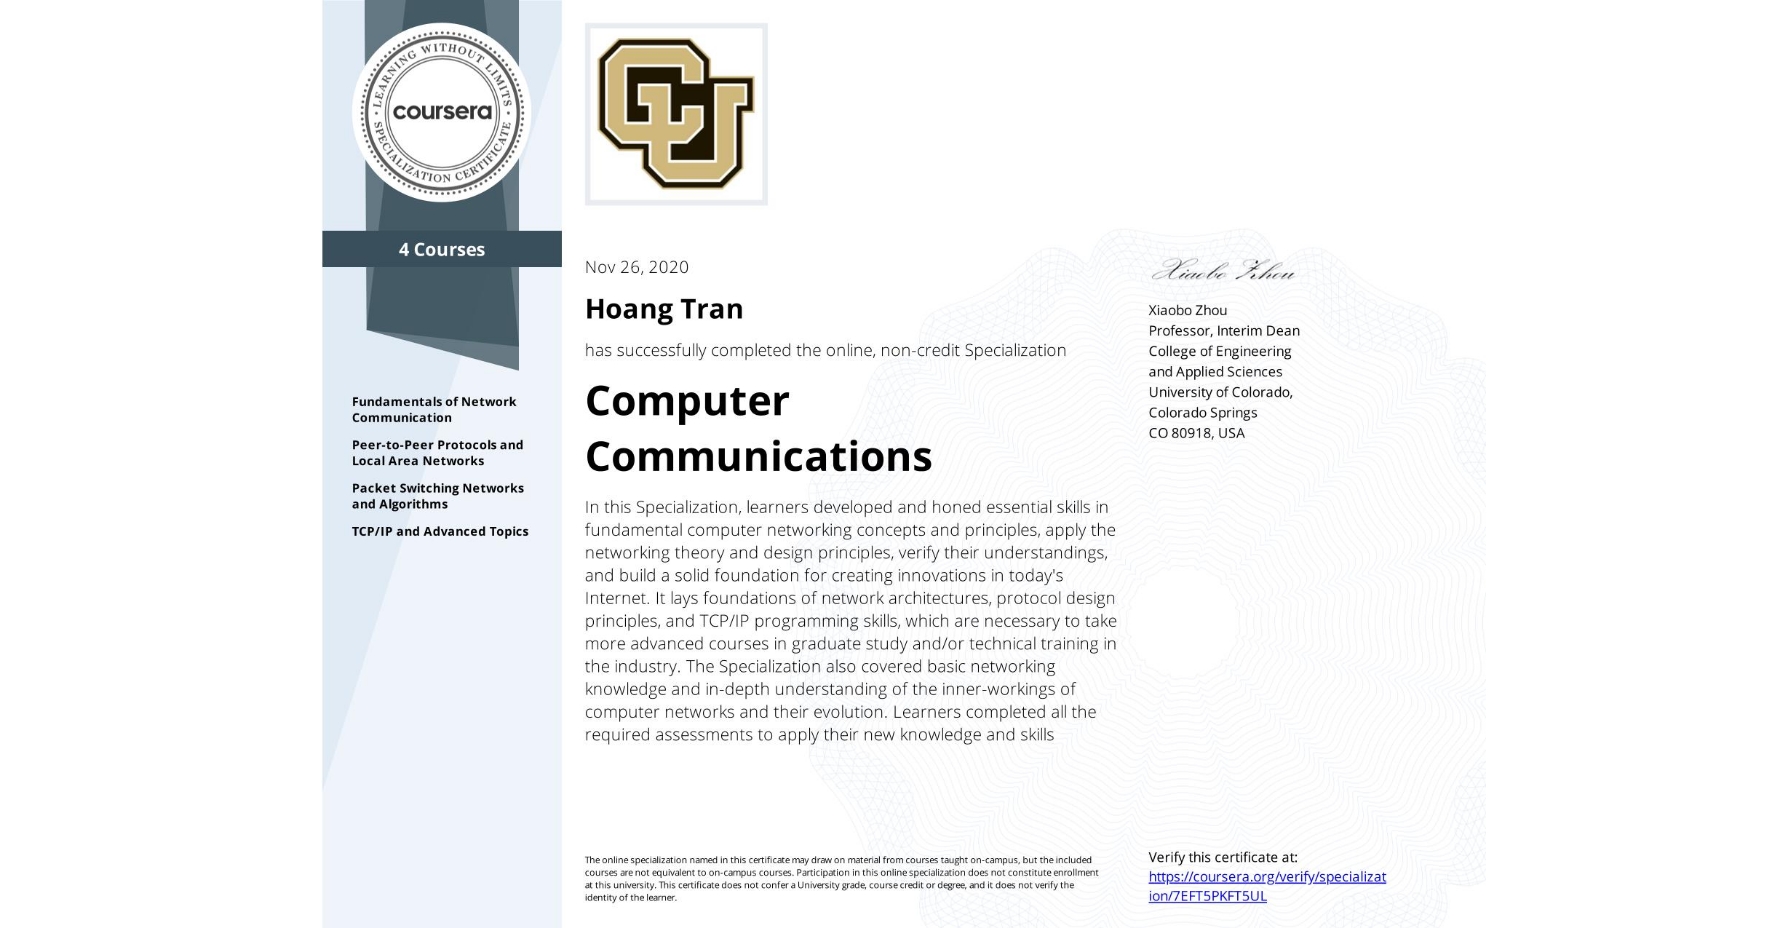 LEARNING WITHOUT LIMITS
coursera
SPECIALIZATION CERTIFICATE
4 Courses
Fundamentals of Network
Communication
Peer-to-Peer Protocols and
Local Area Networks
Packet Switching Networks
and Algorithms
TCP/IP and Advanced Topics
CU
Nov 26, 2020
Hoang Tran
has successfully completed the online, non-credit Specialization
Computer
Communications
In this Specialization, learners developed and honed essential skills in
fundamental computer networking concepts and principles, apply the
networking theory and design principles, verify their understandings,
and build a solid foundation for creating innovations in today's
Internet. It lays foundations of network architectures, protocol design
principles, and TCP/IP programming skills, which are necessary to take
more advanced courses in graduate study and/or technical training in
the industry. The Specialization also covered basic networking
knowledge and in-depth understanding of the inner-workings of
computer networks and their evolution. Learners completed all the
required assessments to apply their new knowledge and skills
Xiaobo Zhou
Xiaobo Zhou
Professor, Interim Dean
College of Engineering
and Applied Sciences
University of Colorado,
Colorado Springs
CO 80918, USA
The online specialization named in this certificate may draw on material from courses taught on-campus, but the included
courses are not equivalent to on-campus courses. Participation in this online specialization does not constitute enrollment
at this university. This certificate does not confer a University grade, course credit or degree, and it does not verify the
identity of the learner.
Verify this certificate at:
https://coursera.org/verify/specializat
ion/7EFT5PKFT5UL